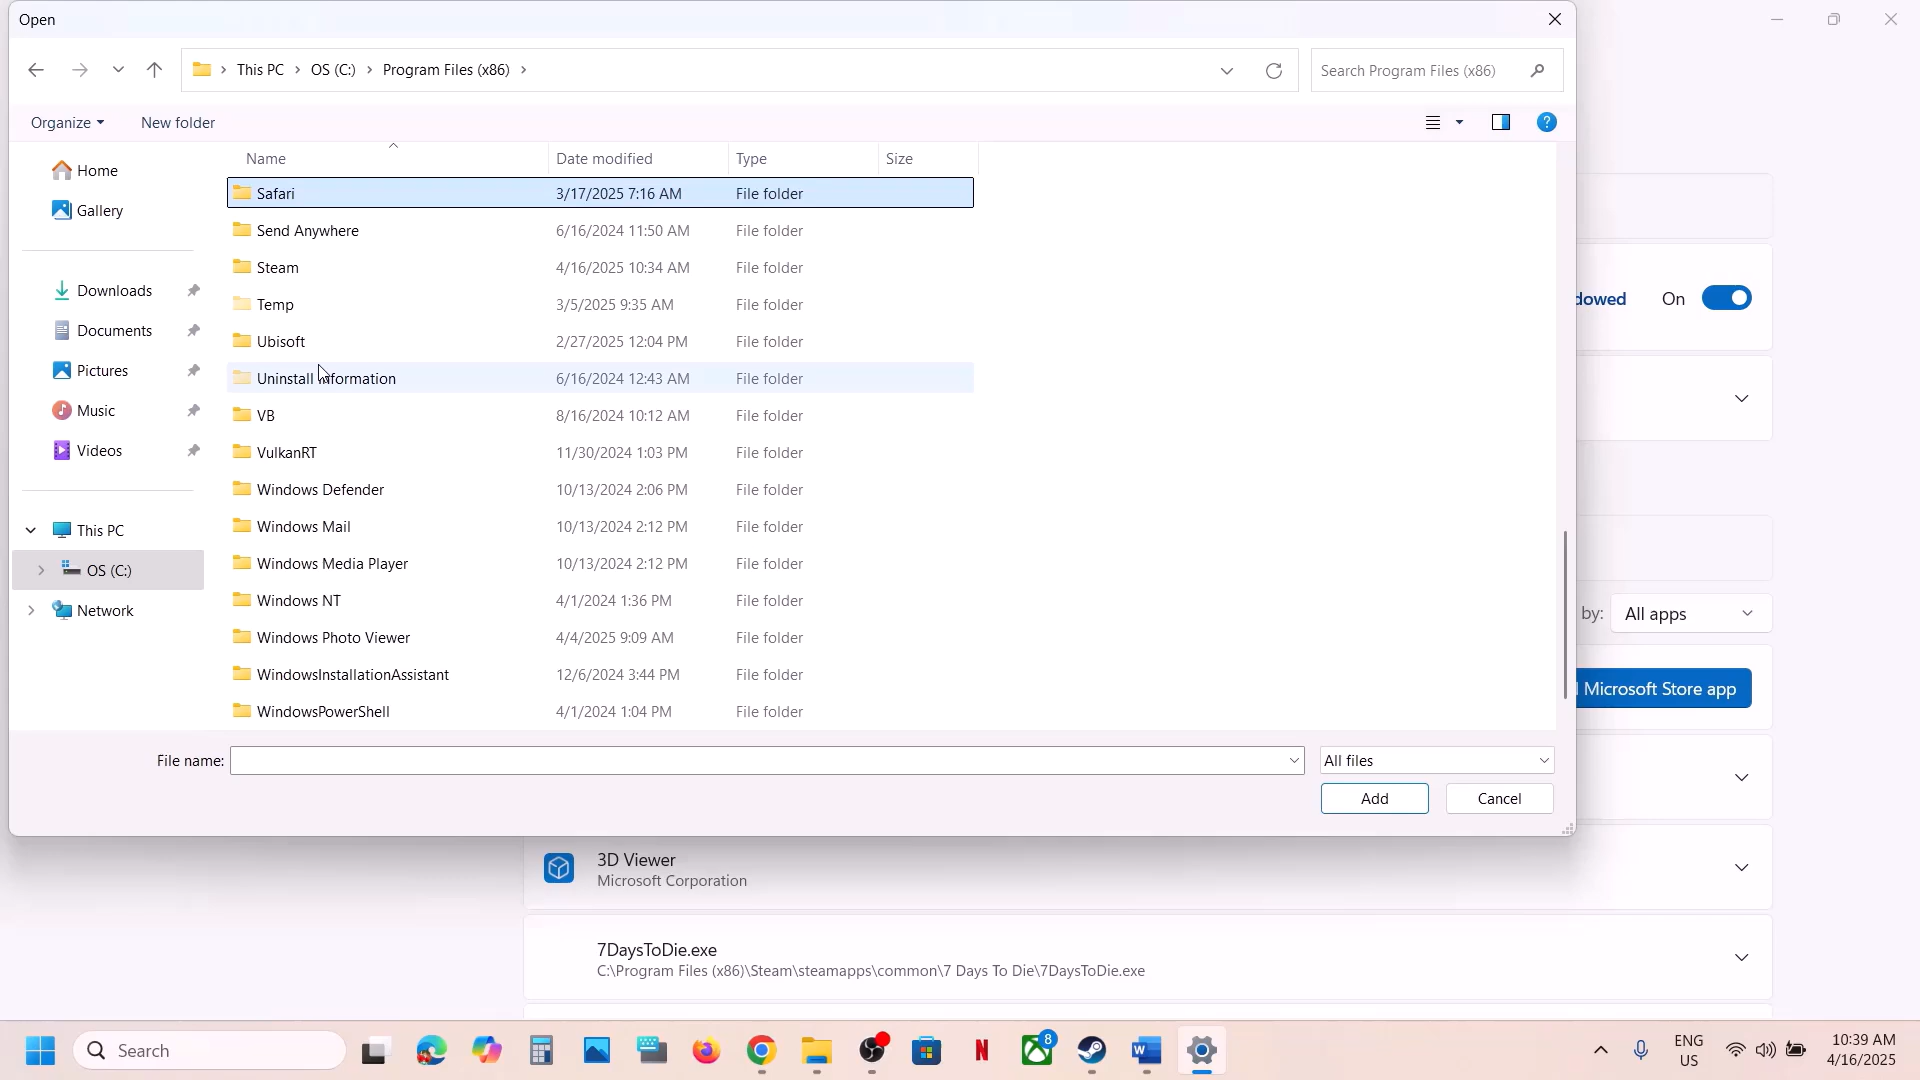 Open
This PC > OS (C:) > Program Files (x86) >
Search Program Files (x86)
Organize
New folder
Name
Date modified
Type
Size
Home
Gallery
Downloads
Documents
Pictures
Music
Videos
This PC
OS (C:)
Network
Safari 3/17/2025 7:16 AM File folder
Send Anywhere 6/16/2024 11:50 AM File folder
Steam 4/16/2025 10:34 AM File folder
Temp 3/5/2025 9:35 AM File folder
Ubisoft 2/27/2025 12:04 PM File folder
Uninstall Information 6/16/2024 12:43 AM File folder
VB 8/16/2024 10:12 AM File folder
VulkanRT 11/30/2024 1:03 PM File folder
Windows Defender 10/13/2024 2:06 PM File folder
Windows Mail 10/13/2024 2:12 PM File folder
Windows Media Player 10/13/2024 2:12 PM File folder
Windows NT 4/1/2024 1:36 PM File folder
Windows Photo Viewer 4/4/2025 9:09 AM File folder
WindowsInstallationAssistant 12/6/2024 3:44 PM File folder
WindowsPowerShell 4/1/2024 1:04 PM File folder
File name:
All files
Add
Cancel
dowed On
by: All apps
Microsoft Store app
3D Viewer
Microsoft Corporation
7DaysToDie.exe
C:\Program Files (x86)\Steam\steamapps\common\7 Days To Die\7DaysToDie.exe
Search
8
ENG
US
10:39 AM
4/16/2025